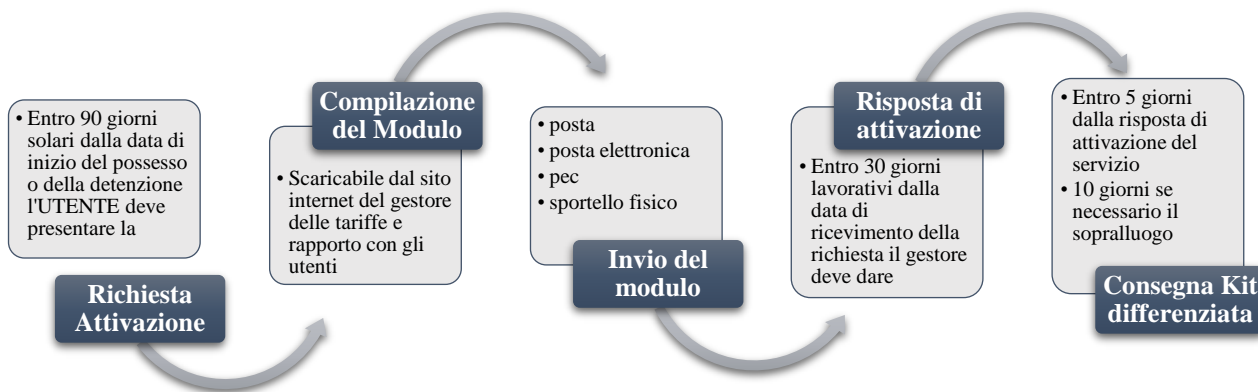 • Entro 90 giorni
solari dalla data di
inizio del possesso
o della detenzione
l'UTENTE deve
presentare la
Richiesta
Attivazione
Compilazione
del Modulo
• Scaricabile dal sito
internet del gestore
delle tariffe e
rapporto con gli
utenti
• posta
• posta elettronica
• pec
• sportello fisico
Invio del
modulo
Risposta di
attivazione
• Entro 30 giorni
lavorativi dalla
data di
ricevimento della
richiesta il gestore
deve dare
• Entro 5 giorni
dalla risposta di
attivazione del
servizio
• 10 giorni se
necessario il
sopralluogo
Consegna Kit
differenziata